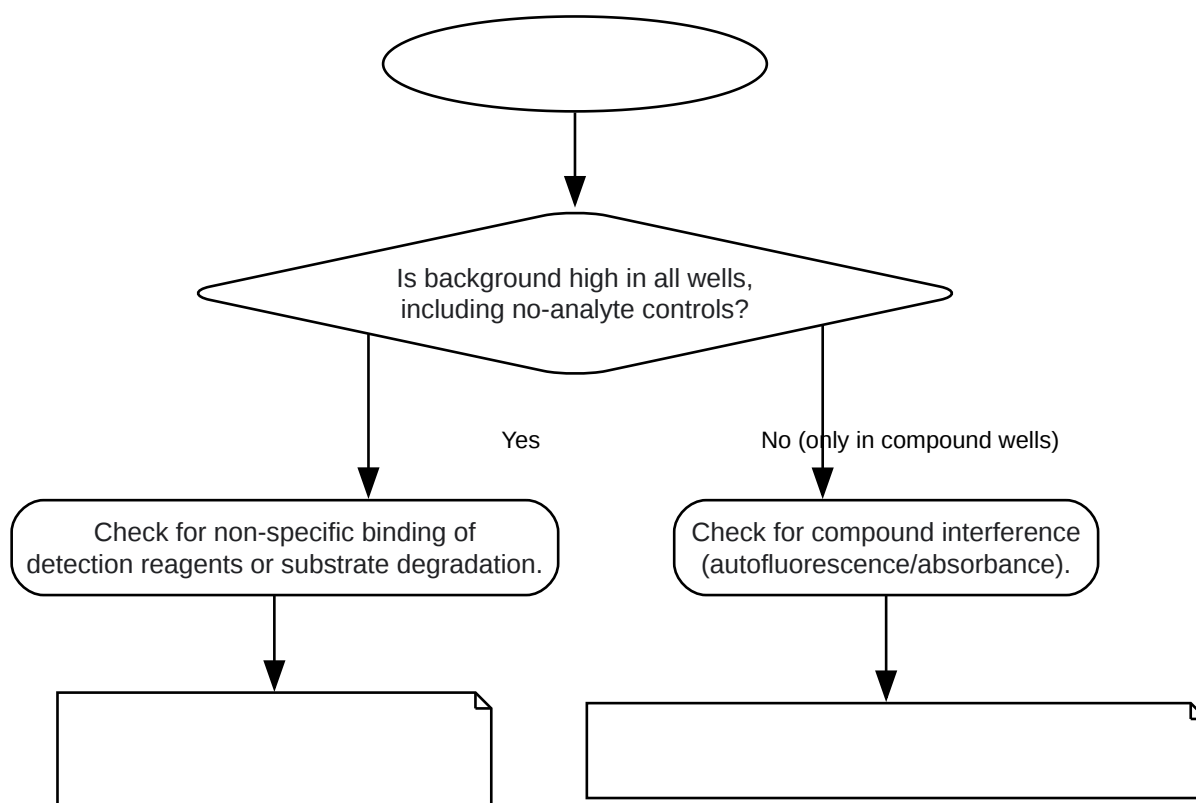 Is background high in all wells,
including no-analyte controls?
Yes
No (only in compound wells)
Check for non-specific binding of
detection reagents or substrate degradation.
Check for compound interference
(autofluorescence/absorbance).